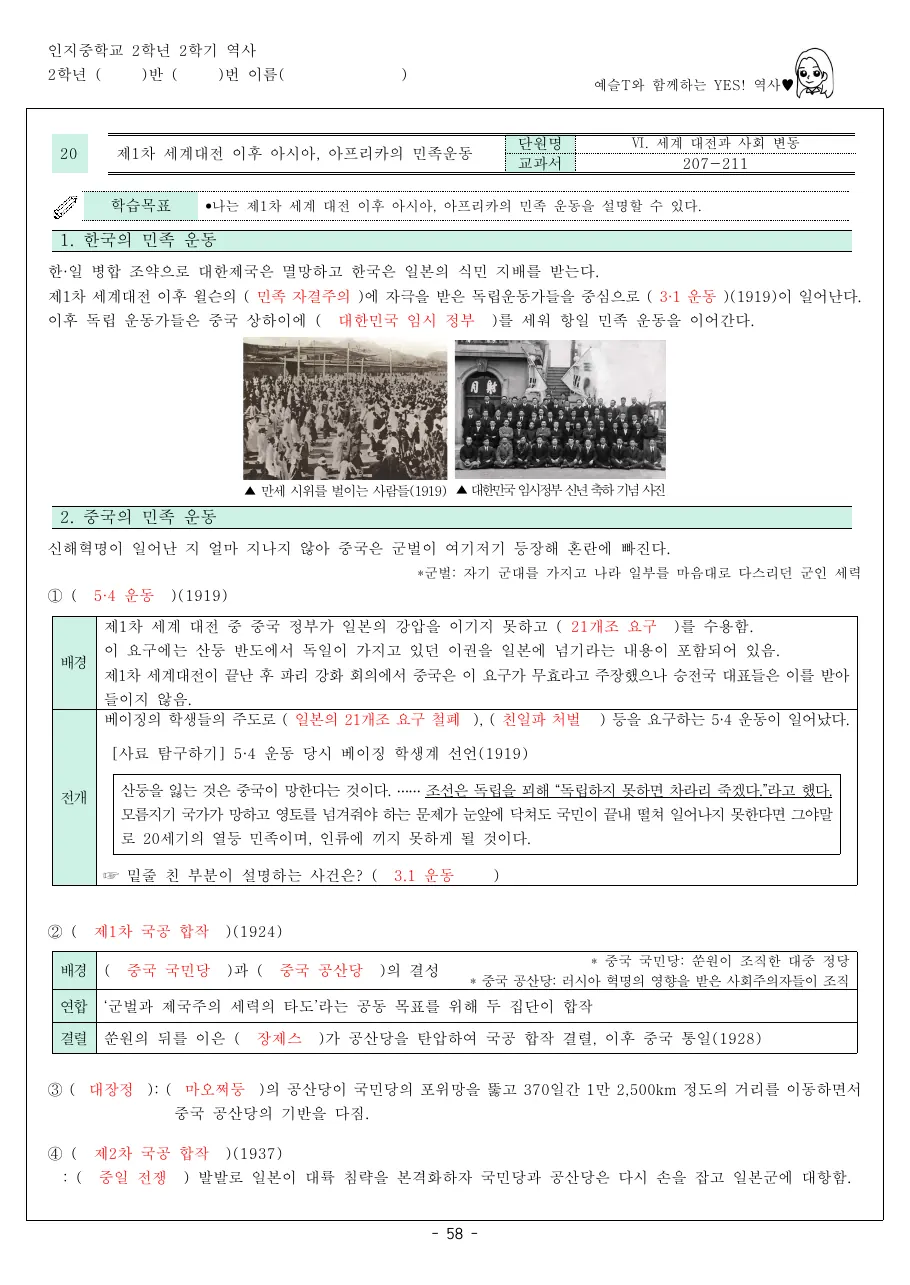 인지중학교 2학년 2학기 역사
2학년 ( )반 ( )번 이름( )
예슬T와 함께하는 YES! 역사♥
20
제1차 세계대전 이후 아시아, 아프리카의 민족운동
단원명
Ⅵ. 세계 대전과 사회 변동
교과서
207-211
학습목표
•나는 제1차 세계 대전 이후 아시아, 아프리카의 민족 운동을 설명할 수 있다.
1. 한국의 민족 운동
한·일 병합 조약으로 대한제국은 멸망하고 한국은 일본의 식민 지배를 받는다.
제1차 세계대전 이후 윌슨의 ( 민족 자결주의 )에 자극을 받은 독립운동가들을 중심으로 ( 3·1 운동 )(1919)이 일어난다.
이후 독립 운동가들은 중국 상하이에 ( 대한민국 임시 정부 )를 세워 항일 민족 운동을 이어간다.
月射
▲ 만세 시위를 벌이는 사람들(1919)
▲ 대한민국 임시정부 신년 축하 기념 사진
2. 중국의 민족 운동
신해혁명이 일어난 지 얼마 지나지 않아 중국은 군벌이 여기저기 등장해 혼란에 빠진다.
*군벌: 자기 군대를 가지고 나라 일부를 마음대로 다스리던 군인 세력
① ( 5·4 운동 )(1919)
배경
제1차 세계 대전 중 중국 정부가 일본의 강압을 이기지 못하고 ( 21개조 요구 )를 수용함.
이 요구에는 산둥 반도에서 독일이 가지고 있던 이권을 일본에 넘기라는 내용이 포함되어 있음.
제1차 세계대전이 끝난 후 파리 강화 회의에서 중국은 이 요구가 무효라고 주장했으나 승전국 대표들은 이를 받아
들이지 않음.
전개
베이징의 학생들의 주도로 ( 일본의 21개조 요구 철폐 ), ( 친일파 처벌 ) 등을 요구하는 5·4 운동이 일어났다.
[사료 탐구하기] 5·4 운동 당시 베이징 학생계 선언(1919)
산둥을 잃는 것은 중국이 망한다는 것이다. …… 조선은 독립을 꾀해 “독립하지 못하면 차라리 죽겠다.”라고 했다.
모름지기 국가가 망하고 영토를 넘겨줘야 하는 문제가 눈앞에 닥쳐도 국민이 끝내 떨쳐 일어나지 못한다면 그야말
로 20세기의 열등 민족이며, 인류에 끼지 못하게 될 것이다.
☞ 밑줄 친 부분이 설명하는 사건은? ( 3.1 운동 )
② ( 제1차 국공 합작 )(1924)
배경
( 중국 국민당 )과 ( 중국 공산당 )의 결성
* 중국 국민당: 쑨원이 조직한 대중 정당
* 중국 공산당: 러시아 혁명의 영향을 받은 사회주의자들이 조직
연합
‘군벌과 제국주의 세력의 타도’라는 공동 목표를 위해 두 집단이 합작
결렬
쑨원의 뒤를 이은 ( 장제스 )가 공산당을 탄압하여 국공 합작 결렬, 이후 중국 통일(1928)
③ ( 대장정 ): ( 마오쩌둥 )의 공산당이 국민당의 포위망을 뚫고 370일간 1만 2,500km 정도의 거리를 이동하면서
중국 공산당의 기반을 다짐.
④ ( 제2차 국공 합작 )(1937)
: ( 중일 전쟁 ) 발발로 일본이 대륙 침략을 본격화하자 국민당과 공산당은 다시 손을 잡고 일본군에 대항함.
- 58 -